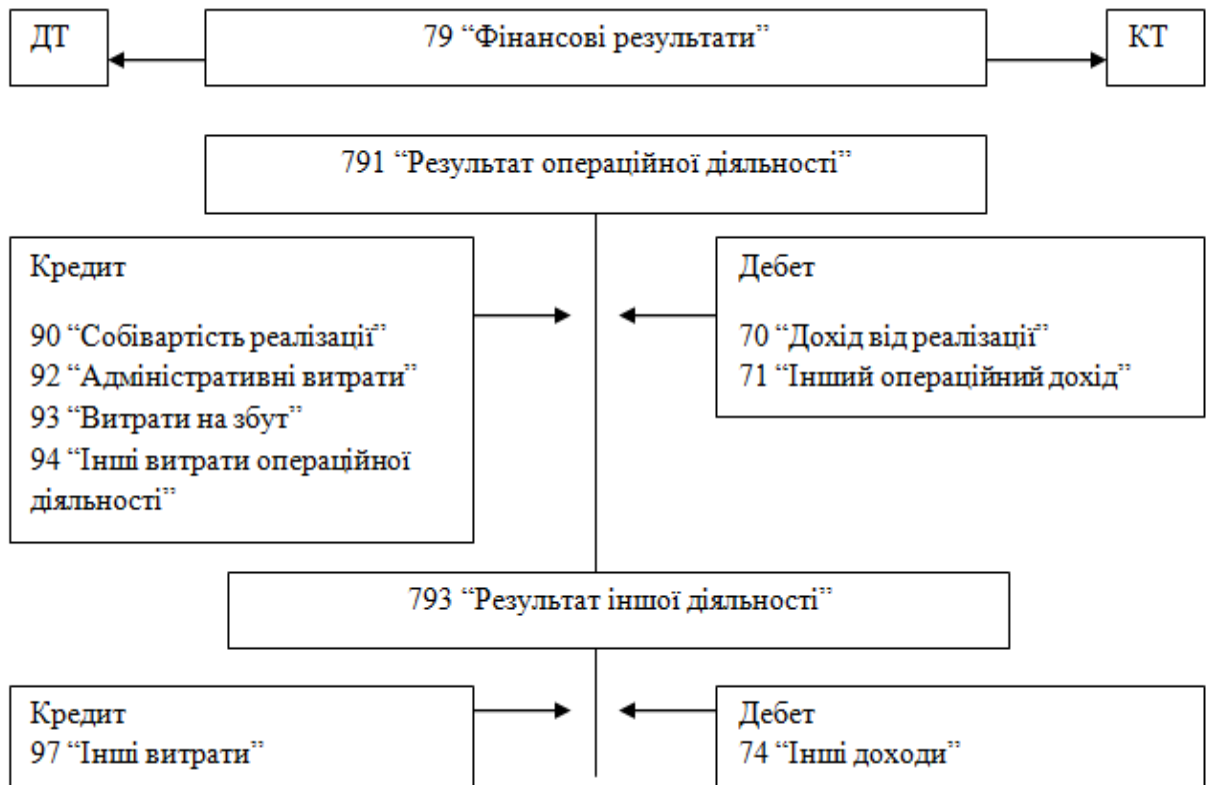 ДТ
79 “Фінансові результати”
КТ
791 “Результат операційної діяльності”
Кредит
90 “Собівартість реалізації”
92 “Адміністративні витрати”
93 “Витрати на збут”
94 “Інші витрати операційної
діяльності”
Дебет
70 “Дохід від реалізації”
71 “Інший операційний дохід”
793 “Результат іншої діяльності”
Кредит
97 “Інші витрати”
Дебет
74 “Інші доходи”